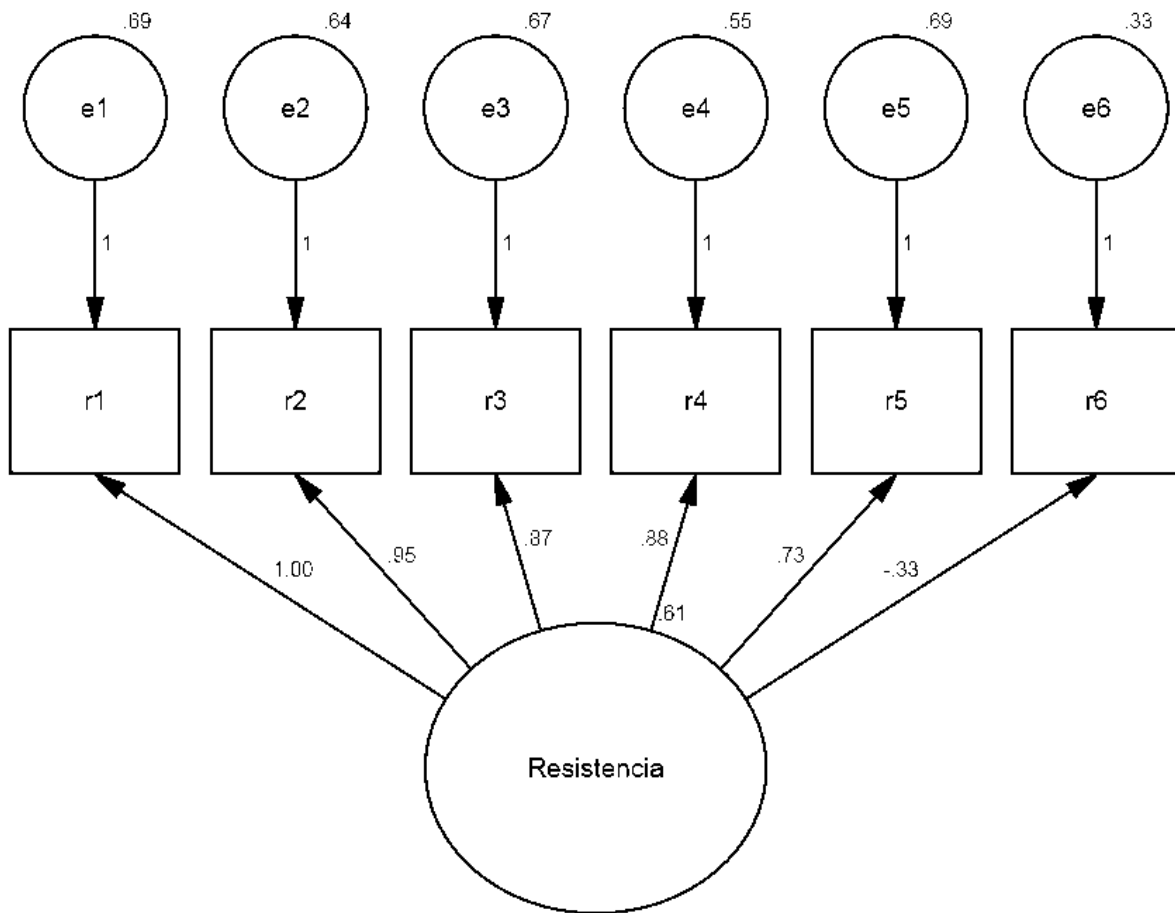 .69 .64 .67 .55 .69 .33
e1 e2 e3 e4 e5 e6
1 1 1 1 1 1
r1 r2 r3 r4 r5 r6
1.00 .95 .87 .88 .73 -.33
.61
Resistencia